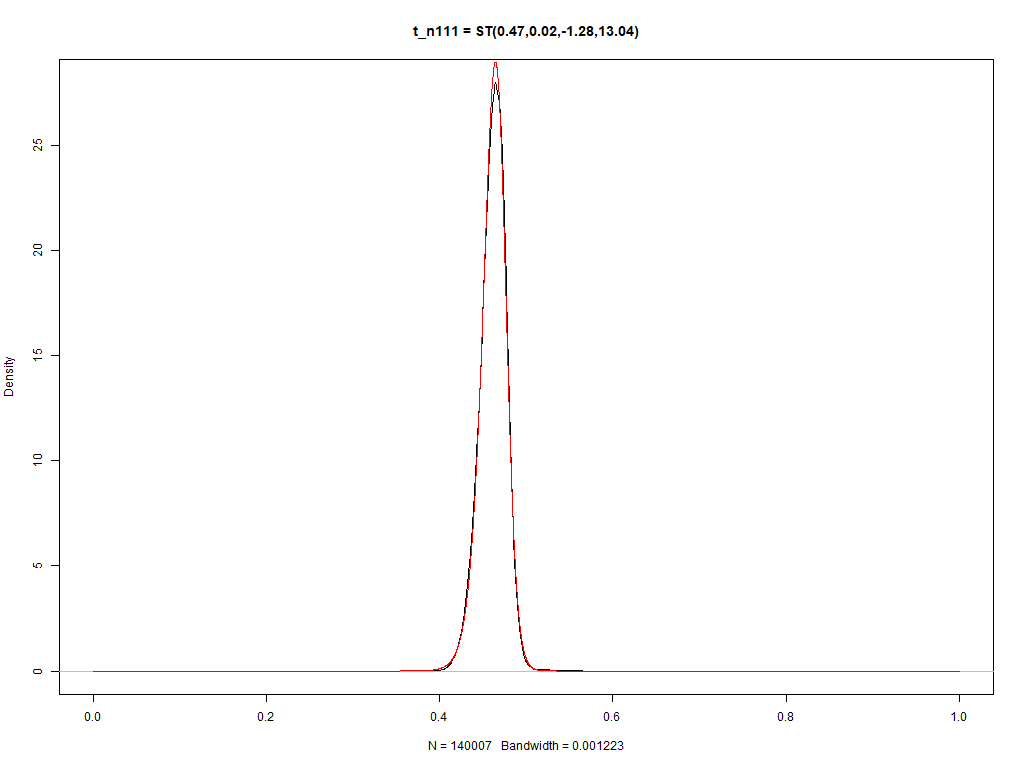 t_n111 = ST(0.47,0.02,-1.28,13.04)
Density
25
20
15
10
5
0
0.0 0.2 0.4 0.6 0.8 1.0
N = 140007 Bandwidth = 0.001223